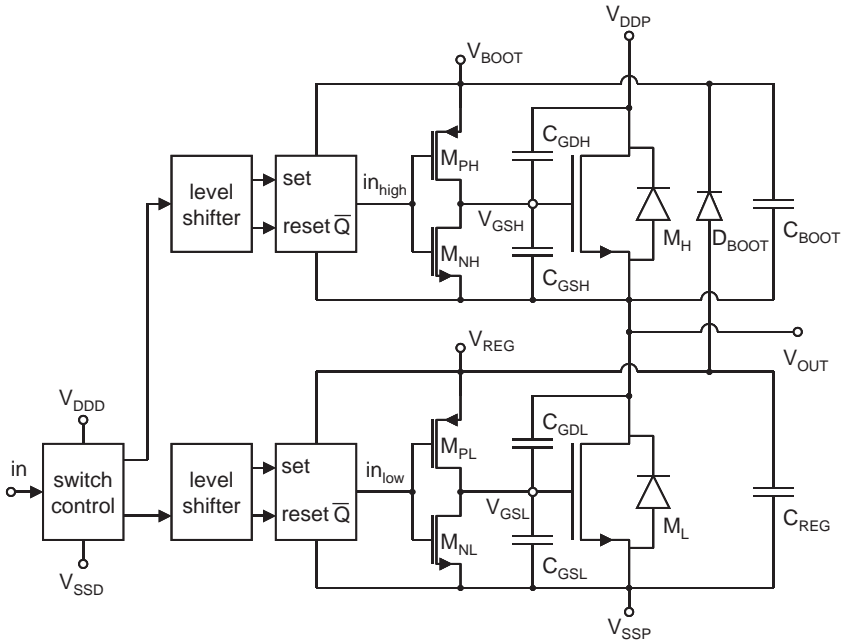 V_DDP
V_BOOT
C_GDH
M_PH
level
shifter
set
reset Q̅
in_high
V_GSH
M_NH
C_GSH
M_H
D_BOOT
C_BOOT
V_OUT
V_REG
V_DDD
C_GDL
M_PL
in
switch
control
level
shifter
set
reset Q̅
in_low
V_GSL
M_NL
C_GSL
M_L
C_REG
V_SSD
V_SSP